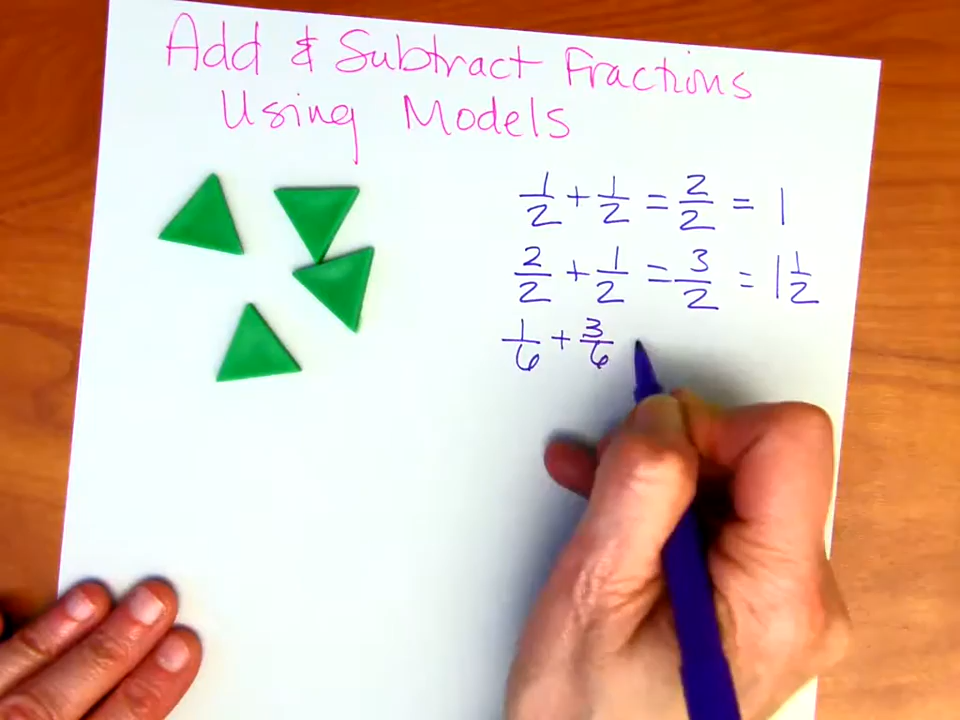 Add & Subtract Fractions
Using Models
1/2 + 1/2 = 2/2 = 1
2/2 + 1/2 = 3/2 = 1 1/2
1/6 + 3/6